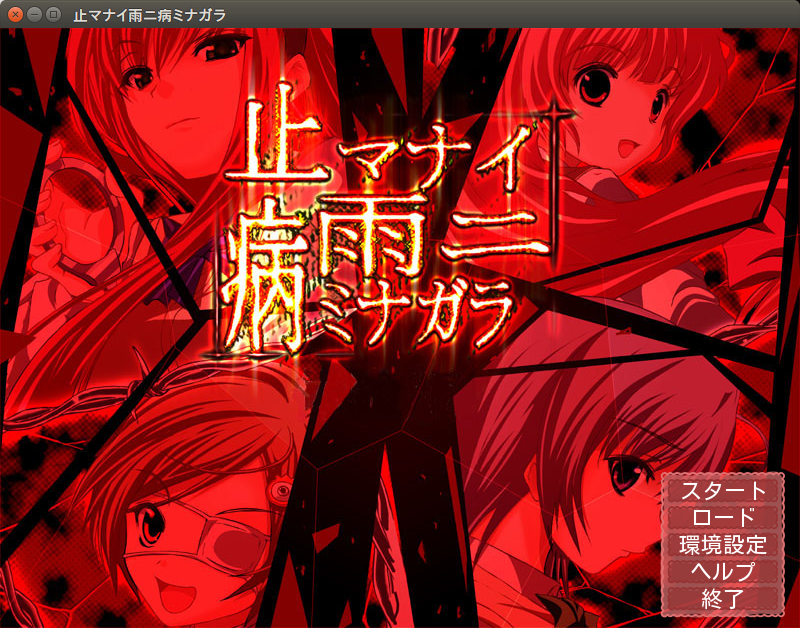 止マナイ雨ニ病ミナガラ
止マナイ
雨ニ
病ミナガラ
スタート
ロード
環境設定
ヘルプ
終了